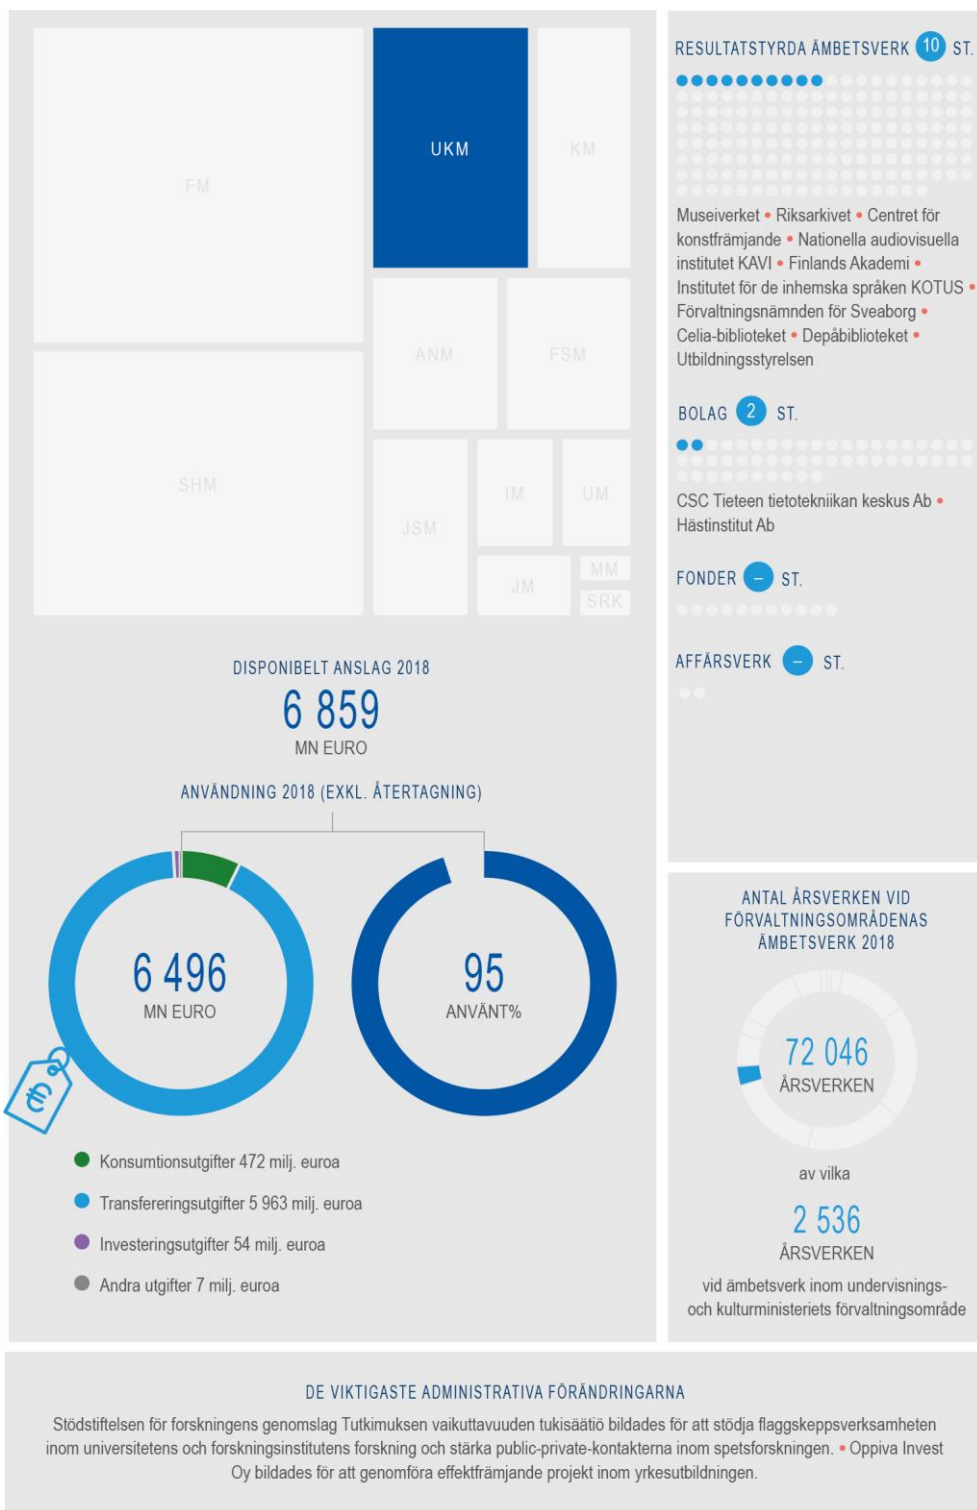 FM
UKM
KM
ANM
FSM
SHM
JSM
IM
UM
JM
MM
SRK
DISPONIBELT ANSLAG 2018
6 859
MN EURO
ANVÄNDNING 2018 (EXKL. ÅTERTAGNING)
6 496
MN EURO
95
ANVÄNT%
Konsumtionsutgifter 472 milj. euroa
Transfereringsutgifter 5 963 milj. euroa
Investeringsutgifter 54 milj. euroa
Andra utgifter 7 milj. euroa
RESULTATSTYRDA ÄMBETSVERK 10 ST.
Museiverket • Riksarkivet • Centret för
konstfrämjande • Nationella audiovisuella
institutet KAVI • Finlands Akademi •
Institutet för de inhemska språken KOTUS •
Förvaltningsnämnden för Sveaborg •
Celia-biblioteket • Depåbiblioteket •
Utbildningsstyrelsen
BOLAG 2 ST.
CSC Tieteen tietotekniikan keskus Ab •
Hästinstitut Ab
FONDER – ST.
AFFÄRSVERK – ST.
ANTAL ÅRSVERKEN VID
FÖRVALTNINGSOMRÅDENAS
ÄMBETSVERK 2018
72 046
ÅRSVERKEN
av vilka
2 536
ÅRSVERKEN
vid ämbetsverk inom undervisnings-
och kulturministeriets förvaltningsområde
DE VIKTIGASTE ADMINISTRATIVA FÖRÄNDRINGARNA
Stödstiftelsen för forskningens genomslag Tutkimuksen vaikuttavuuden tukisäätiö bildades för att stödja flaggskeppsverksamheten
inom universitetens och forskningsinstitutens forskning och stärka public-private-kontakterna inom spetsforskningen. • Oppiva Invest
Oy bildades för att genomföra effektfrämjande projekt inom yrkesutbildningen.